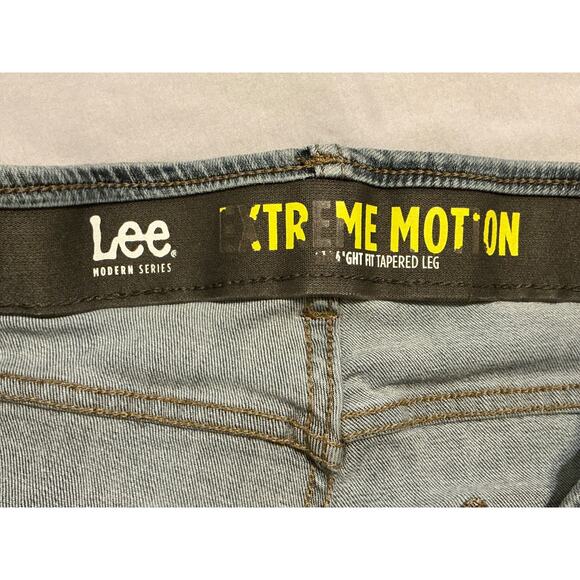 Lee®
MODERN SERIES
EXTREME MOTION
FIT TAPERED LEG